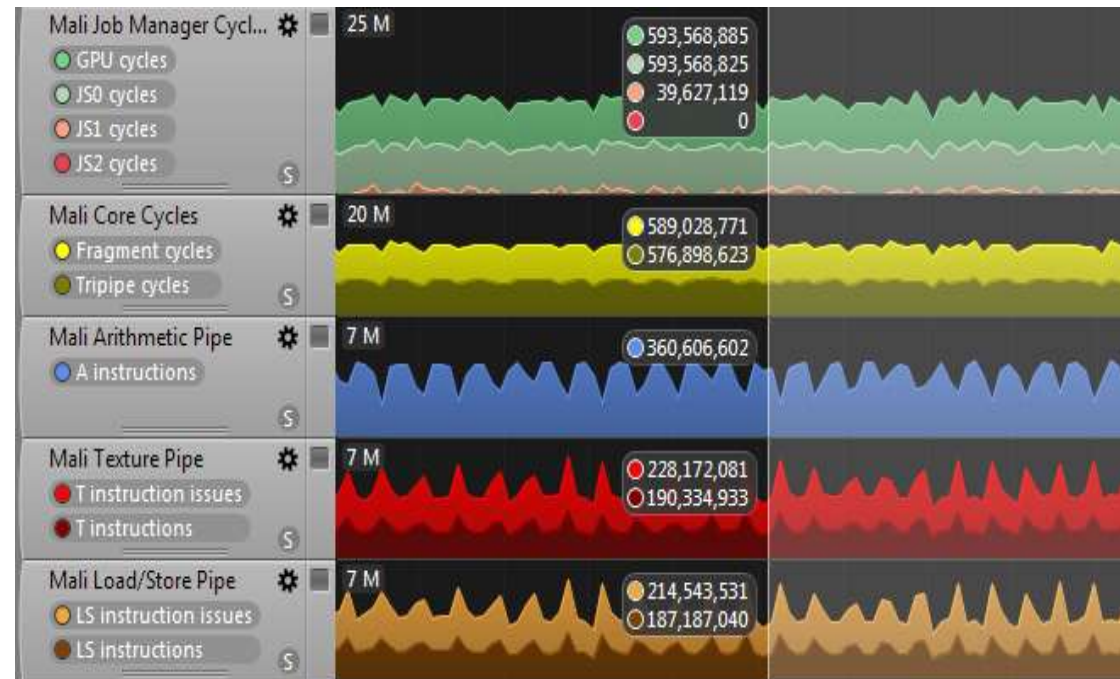 Mali Job Manager Cycl...
GPU cycles
JS0 cycles
JS1 cycles
JS2 cycles
S
25 M
593,568,885
593,568,825
39,627,119
0
Mali Core Cycles
Fragment cycles
Tripipe cycles
S
20 M
589,028,771
576,898,623
Mali Arithmetic Pipe
A instructions
S
7 M
360,606,602
Mali Texture Pipe
T instruction issues
T instructions
S
7 M
228,172,081
190,334,933
Mali Load/Store Pipe
LS instruction issues
LS instructions
S
7 M
214,543,531
187,187,040